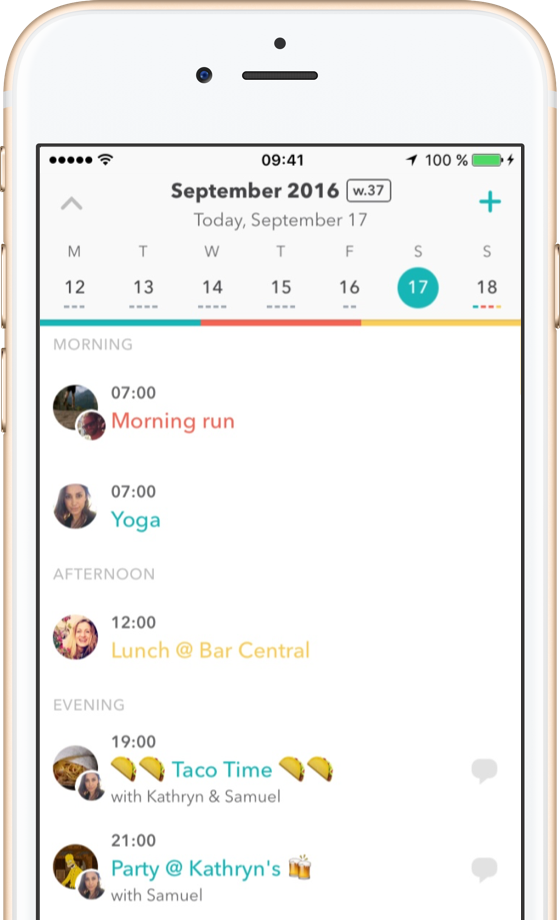 09:41 100 %
September 2016 w.37
Today, September 17
M T W T F S S
12 13 14 15 16 17 18
MORNING
07:00
Morning run
07:00
Yoga
AFTERNOON
12:00
Lunch @ Bar Central
EVENING
19:00
🌮🌮 Taco Time 🌮🌮
with Kathryn & Samuel
21:00
Party @ Kathryn's 🍻
with Samuel